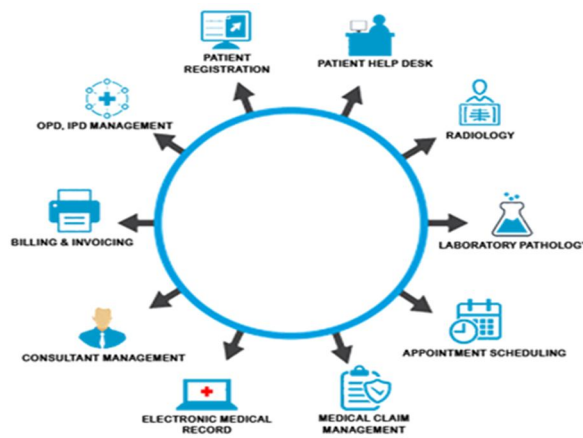 PATIENT
REGISTRATION
PATIENT HELP DESK
OPD, IPD MANAGEMENT
RADIOLOGY
BILLING & INVOICING
LABORATORY PATHOLOGY
CONSULTANT MANAGEMENT
APPOINTMENT SCHEDULING
ELECTRONIC MEDICAL
RECORD
MEDICAL CLAIM
MANAGEMENT